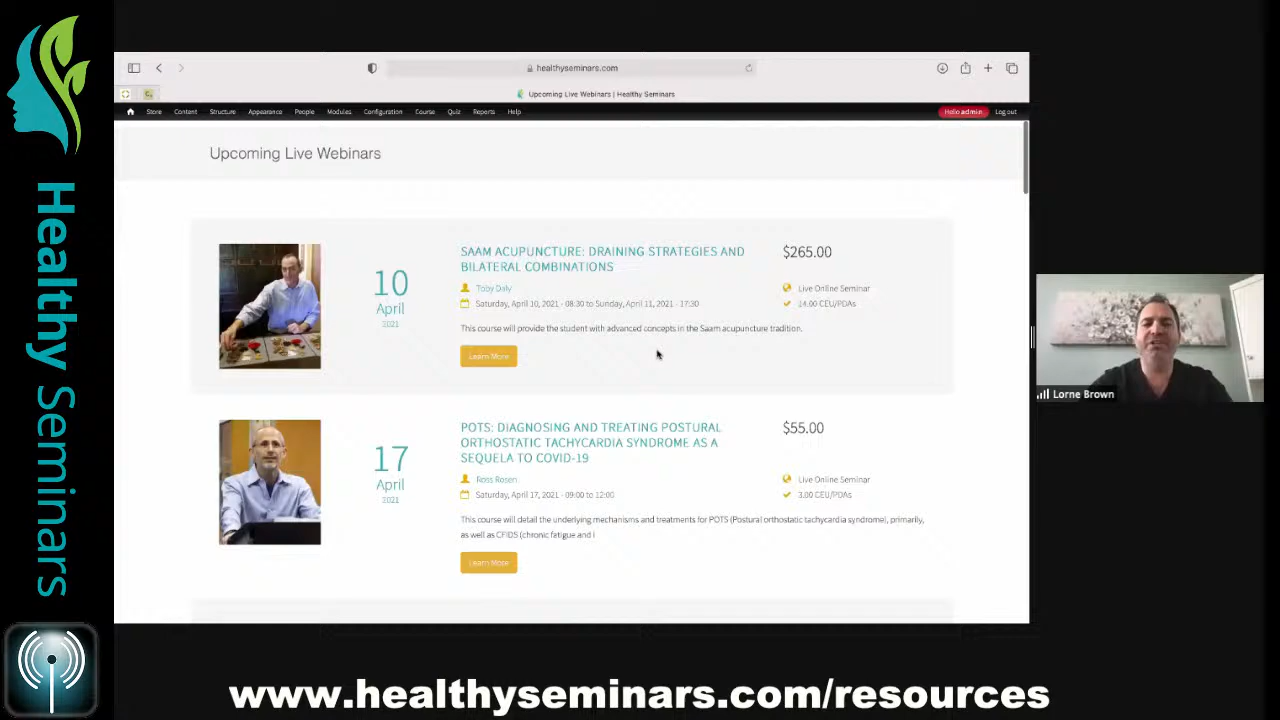 Healthy Seminars
healthyseminars.com
Upcoming Live Webinars | Healthy Seminars
Store Content Structure Appearance People Modules Configuration Course Quiz Reports Help Hello admin Log out
Upcoming Live Webinars
10
April
2021
SAAM ACUPUNCTURE: DRAINING STRATEGIES AND
BILATERAL COMBINATIONS
Toby Daly
Saturday, April 10, 2021 - 08:30 to Sunday, April 11, 2021 - 17:30
This course will provide the student with advanced concepts in the Saam acupuncture tradition.
Learn More
$265.00
Live Online Seminar
14.00 CEU/PDAs
17
April
2021
POTS: DIAGNOSING AND TREATING POSTURAL
ORTHOSTATIC TACHYCARDIA SYNDROME AS A
SEQUELA TO COVID-19
Ross Rosen
Saturday, April 17, 2021 - 09:00 to 12:00
This course will detail the underlying mechanisms and treatments for POTS (Postural orthostatic tachycardia syndrome), primarily,
as well as CFIDS (chronic fatigue and i
Learn More
$55.00
Live Online Seminar
3.00 CEU/PDAs
Lorne Brown
www.healthyseminars.com/resources